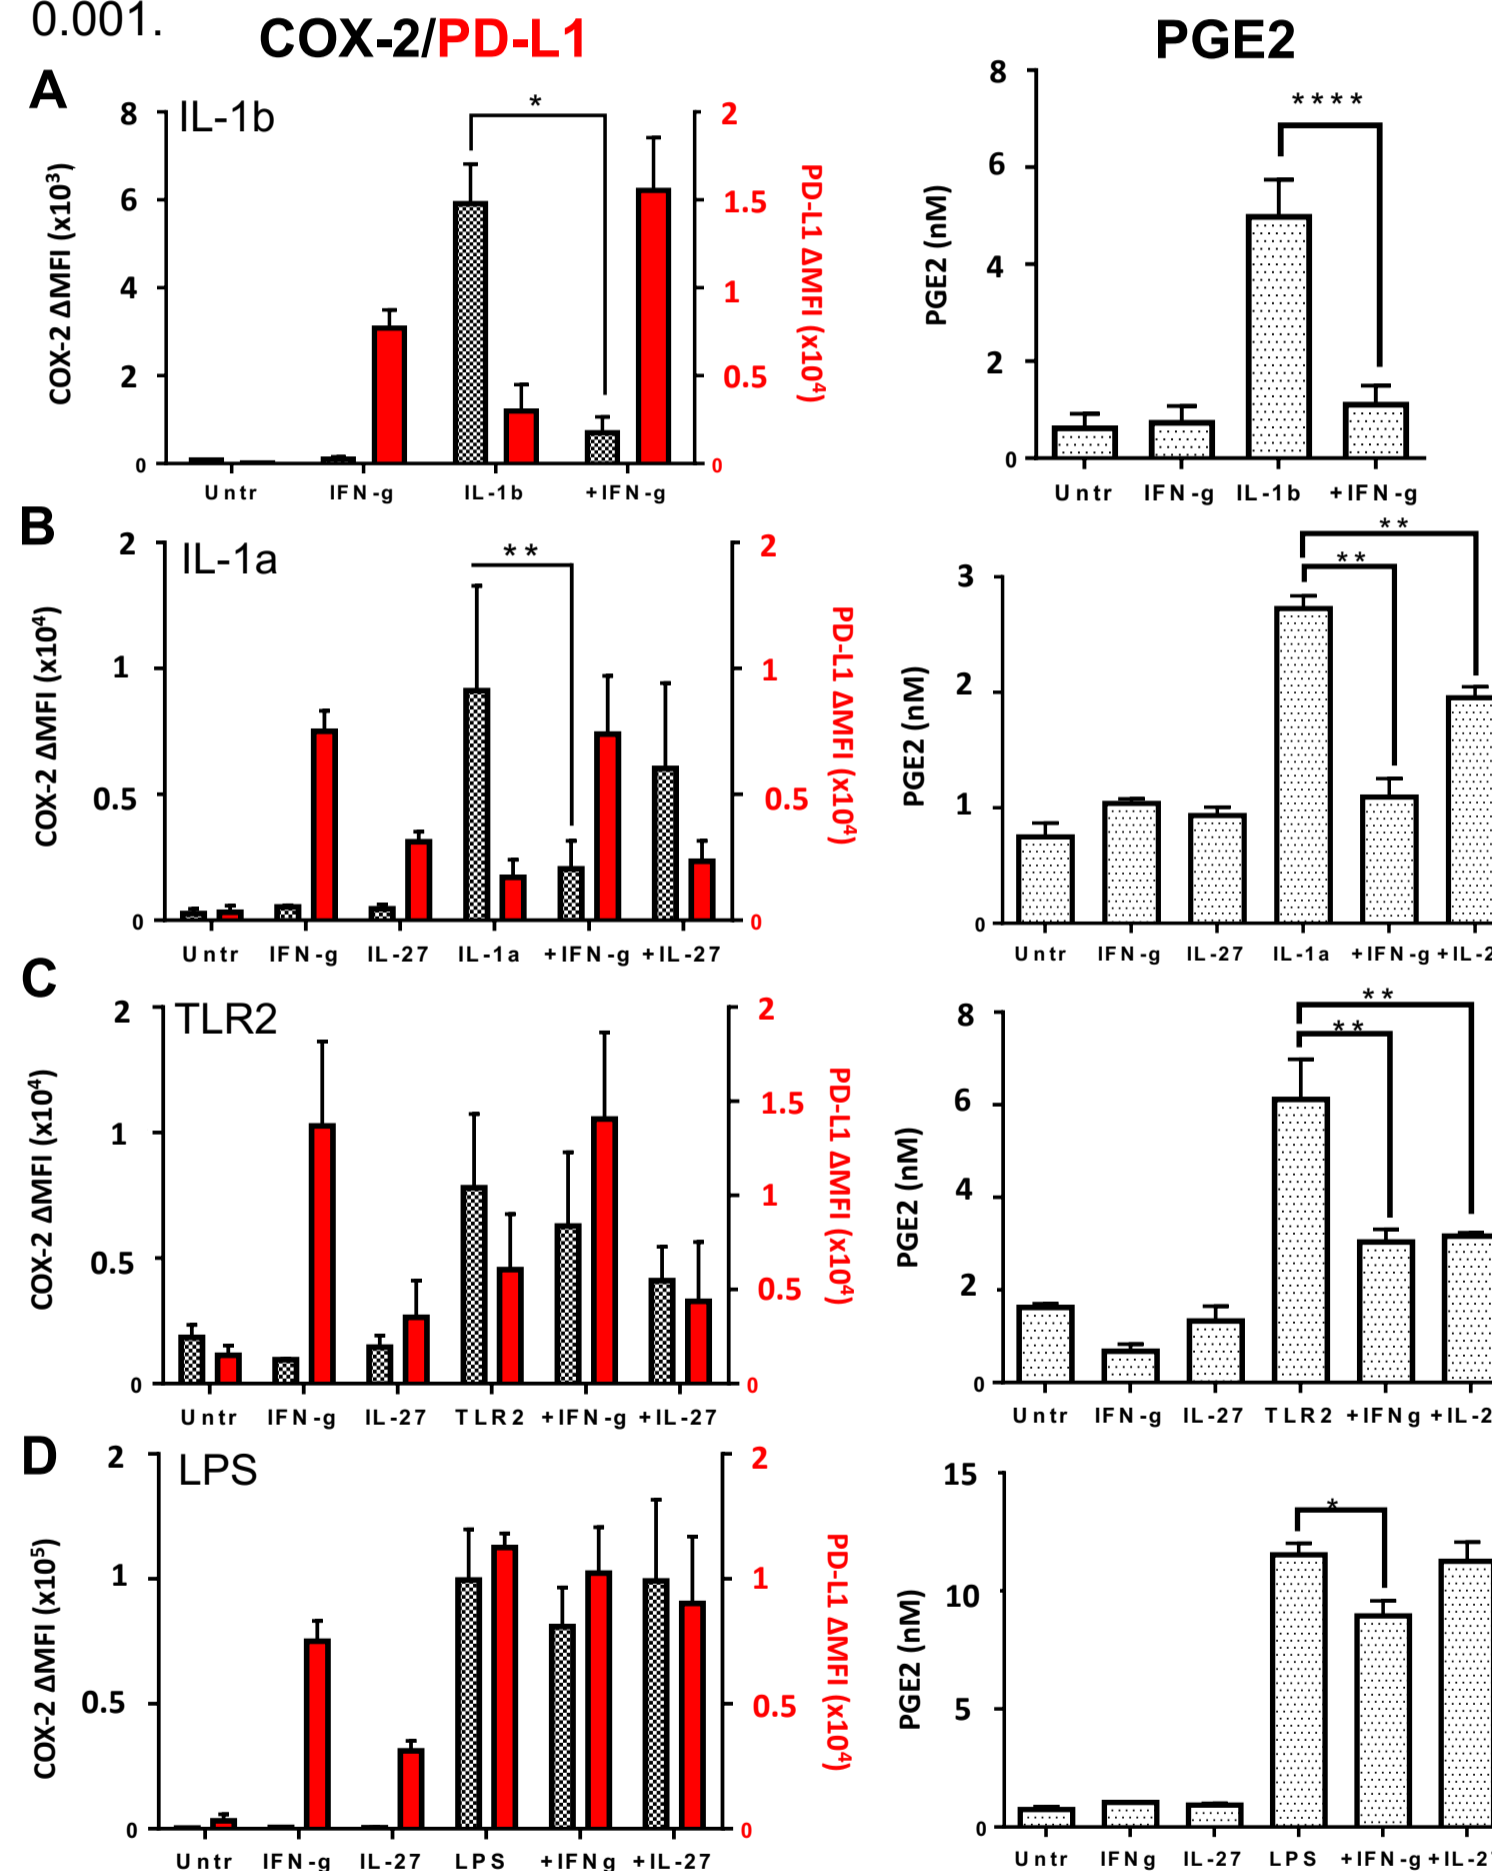 0.001.
COX-2/PD-L1
PGE2
A
IL-1b
*
8
6
4
2
0
COX-2 ΔMFI (x10³)
2
1.5
1
0.5
0
PD-L1 ΔMFI (x10⁴)
Untr IFN-g IL-1b +IFN-g
****
8
6
4
2
0
PGE2 (nM)
Untr IFN-g IL-1b +IFN-g
B
IL-1a
**
2
1
0.5
0
COX-2 ΔMFI (x10⁴)
2
1
0.5
0
PD-L1 ΔMFI (x10⁴)
Untr IFN-g IL-27 IL-1a +IFN-g +IL-27
**
**
3
2
1
0
PGE2 (nM)
Untr IFN-g IL-27 IL-1a +IFN-g +IL-2
C
TLR2
2
1
0.5
0
COX-2 ΔMFI (x10⁴)
2
1.5
1
0.5
0
PD-L1 ΔMFI (x10⁴)
Untr IFN-g IL-27 TLR2 +IFN-g +IL-27
**
**
8
6
4
2
0
PGE2 (nM)
Untr IFN-g IL-27 TLR2 +IFNg +IL-2
D
LPS
2
1
0.5
0
COX-2 ΔMFI (x10⁵)
2
1
0.5
0
PD-L1 ΔMFI (x10⁴)
Untr IFN-g IL-27 LPS +IFNg +IL-27
*
15
10
5
0
PGE2 (nM)
Untr IFNg IL-27 LPS +IFN-g +IL-27